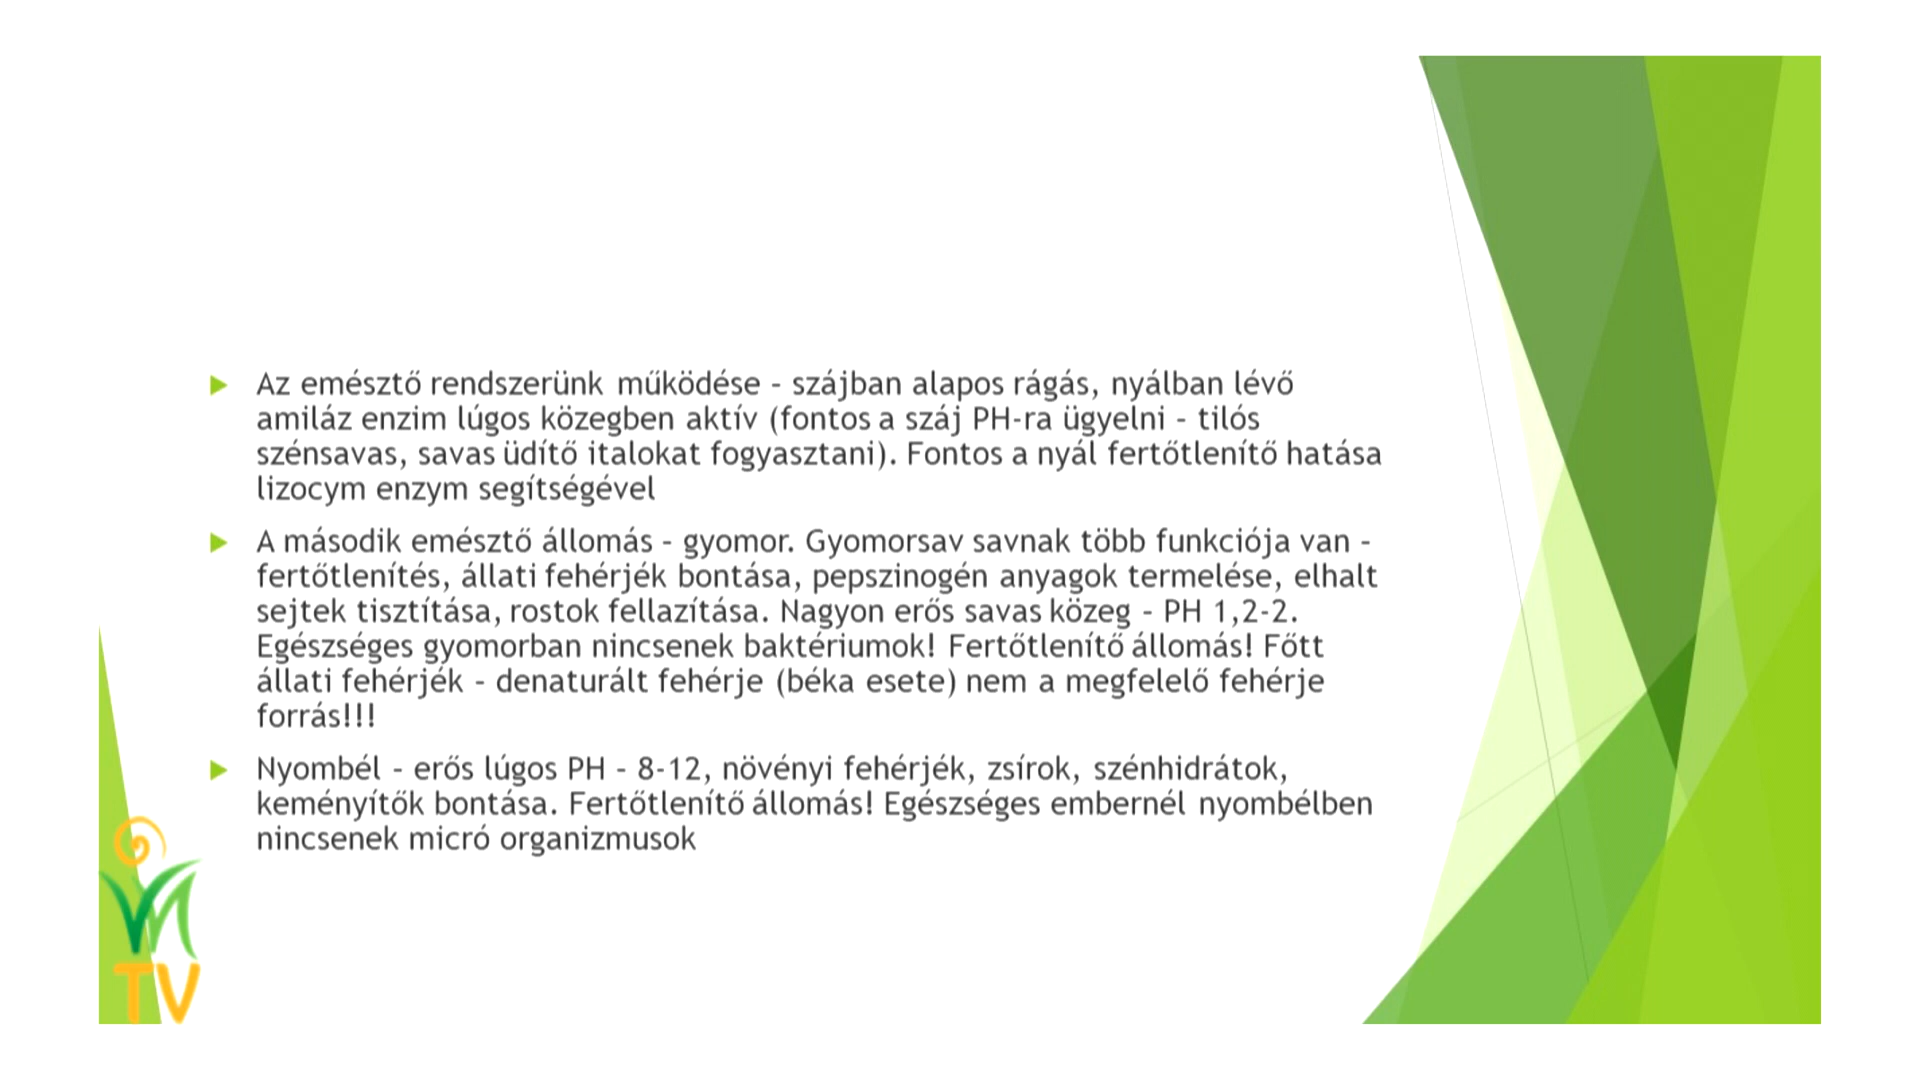 Az emésztő rendszerünk működése - szájban alapos rágás, nyálban lévő
amiláz enzim lúgos közegben aktív (fontos a száj PH-ra ügyelni - tilós
szénsavas, savas üdítő italokat fogyasztani). Fontos a nyál fertőtlenítő hatása
lizocym enzym segítségével
A második emésztő állomás - gyomor. Gyomorsav savnak több funkciója van -
fertőtlenítés, állati fehérjék bontása, pepszinogén anyagok termelése, elhalt
sejtek tisztítása, rostok fellazítása. Nagyon erős savas közeg - PH 1,2-2.
Egészséges gyomorban nincsenek baktériumok! Fertőtlenítő állomás! Főtt
állati fehérjék - denaturált fehérje (béka esete) nem a megfelelő fehérje
forrás!!!
Nyombél - erős lúgos PH - 8-12, növényi fehérjék, zsírok, szénhidrátok,
keményítők bontása. Fertőtlenítő állomás! Egészséges embernél nyombélben
nincsenek micró organizmusok
TV